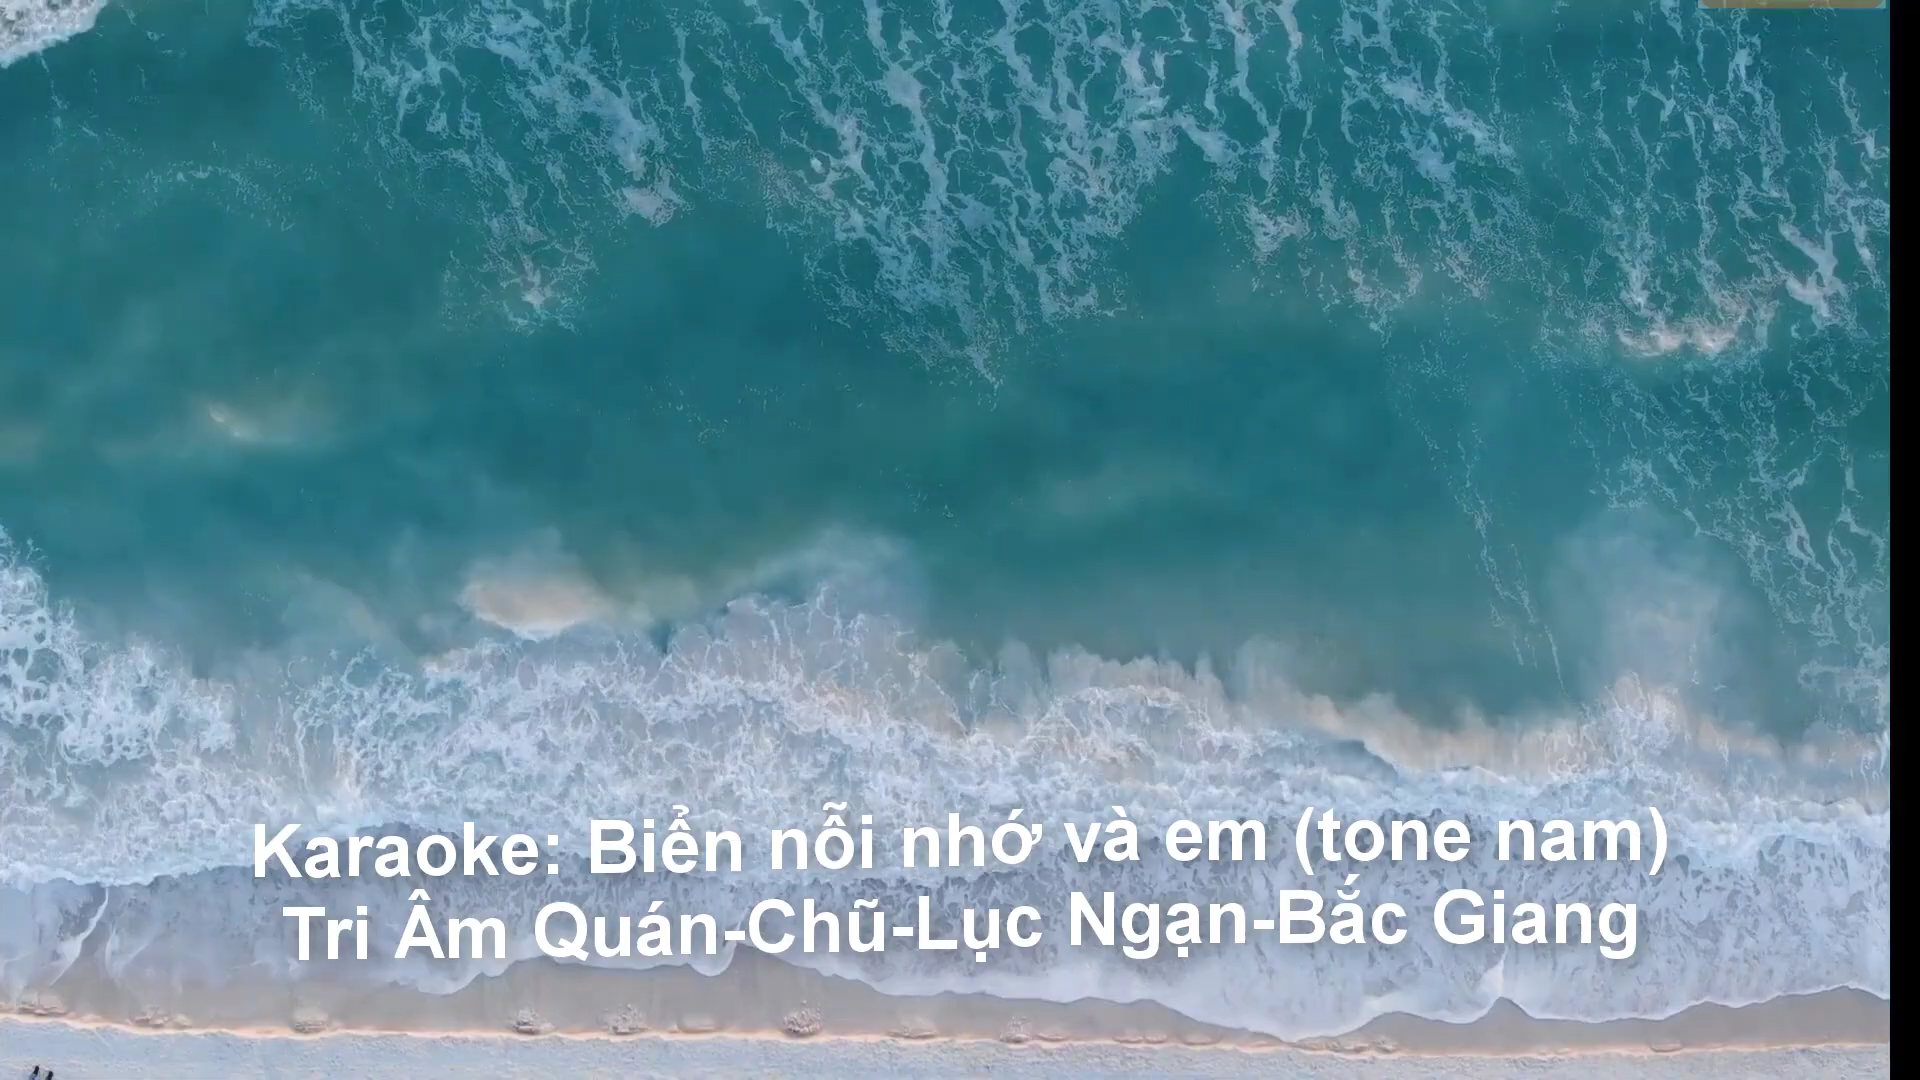 Karaoke: Biển nỗi nhớ và em (tone nam)
Tri Âm Quán-Chũ-Lục Ngạn-Bắc Giang